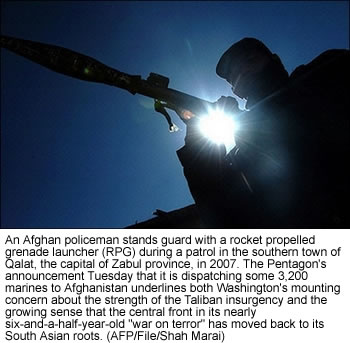 An Afghan policeman stands guard with a rocket propelled
grenade launcher (RPG) during a patrol in the southern town of
Qalat, the capital of Zabul province, in 2007. The Pentagon's
announcement Tuesday that it is dispatching some 3,200
marines to Afghanistan underlines both Washington's mounting
concern about the strength of the Taliban insurgency and the
growing sense that the central front in its nearly
six-and-a-half-year-old "war on terror" has moved back to its
South Asian roots. (AFP/File/Shah Marai)